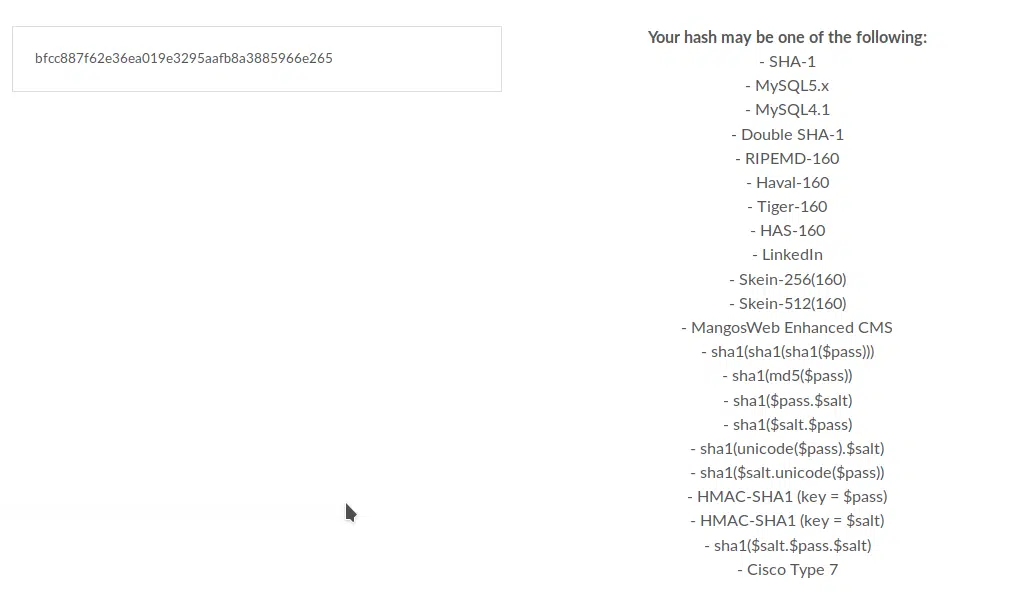 bfcc887f62e36ea019e3295aafb8a3885966e265
Your hash may be one of the following:
- SHA-1
- MySQL5.x
- MySQL4.1
- Double SHA-1
- RIPEMD-160
- Haval-160
- Tiger-160
- HAS-160
- LinkedIn
- Skein-256(160)
- Skein-512(160)
- MangosWeb Enhanced CMS
- sha1(sha1(sha1($pass)))
- sha1(md5($pass))
- sha1($pass.$salt)
- sha1($salt.$pass)
- sha1(unicode($pass).$salt)
- sha1($salt.unicode($pass))
- HMAC-SHA1 (key = $pass)
- HMAC-SHA1 (key = $salt)
- sha1($salt.$pass.$salt)
- Cisco Type 7